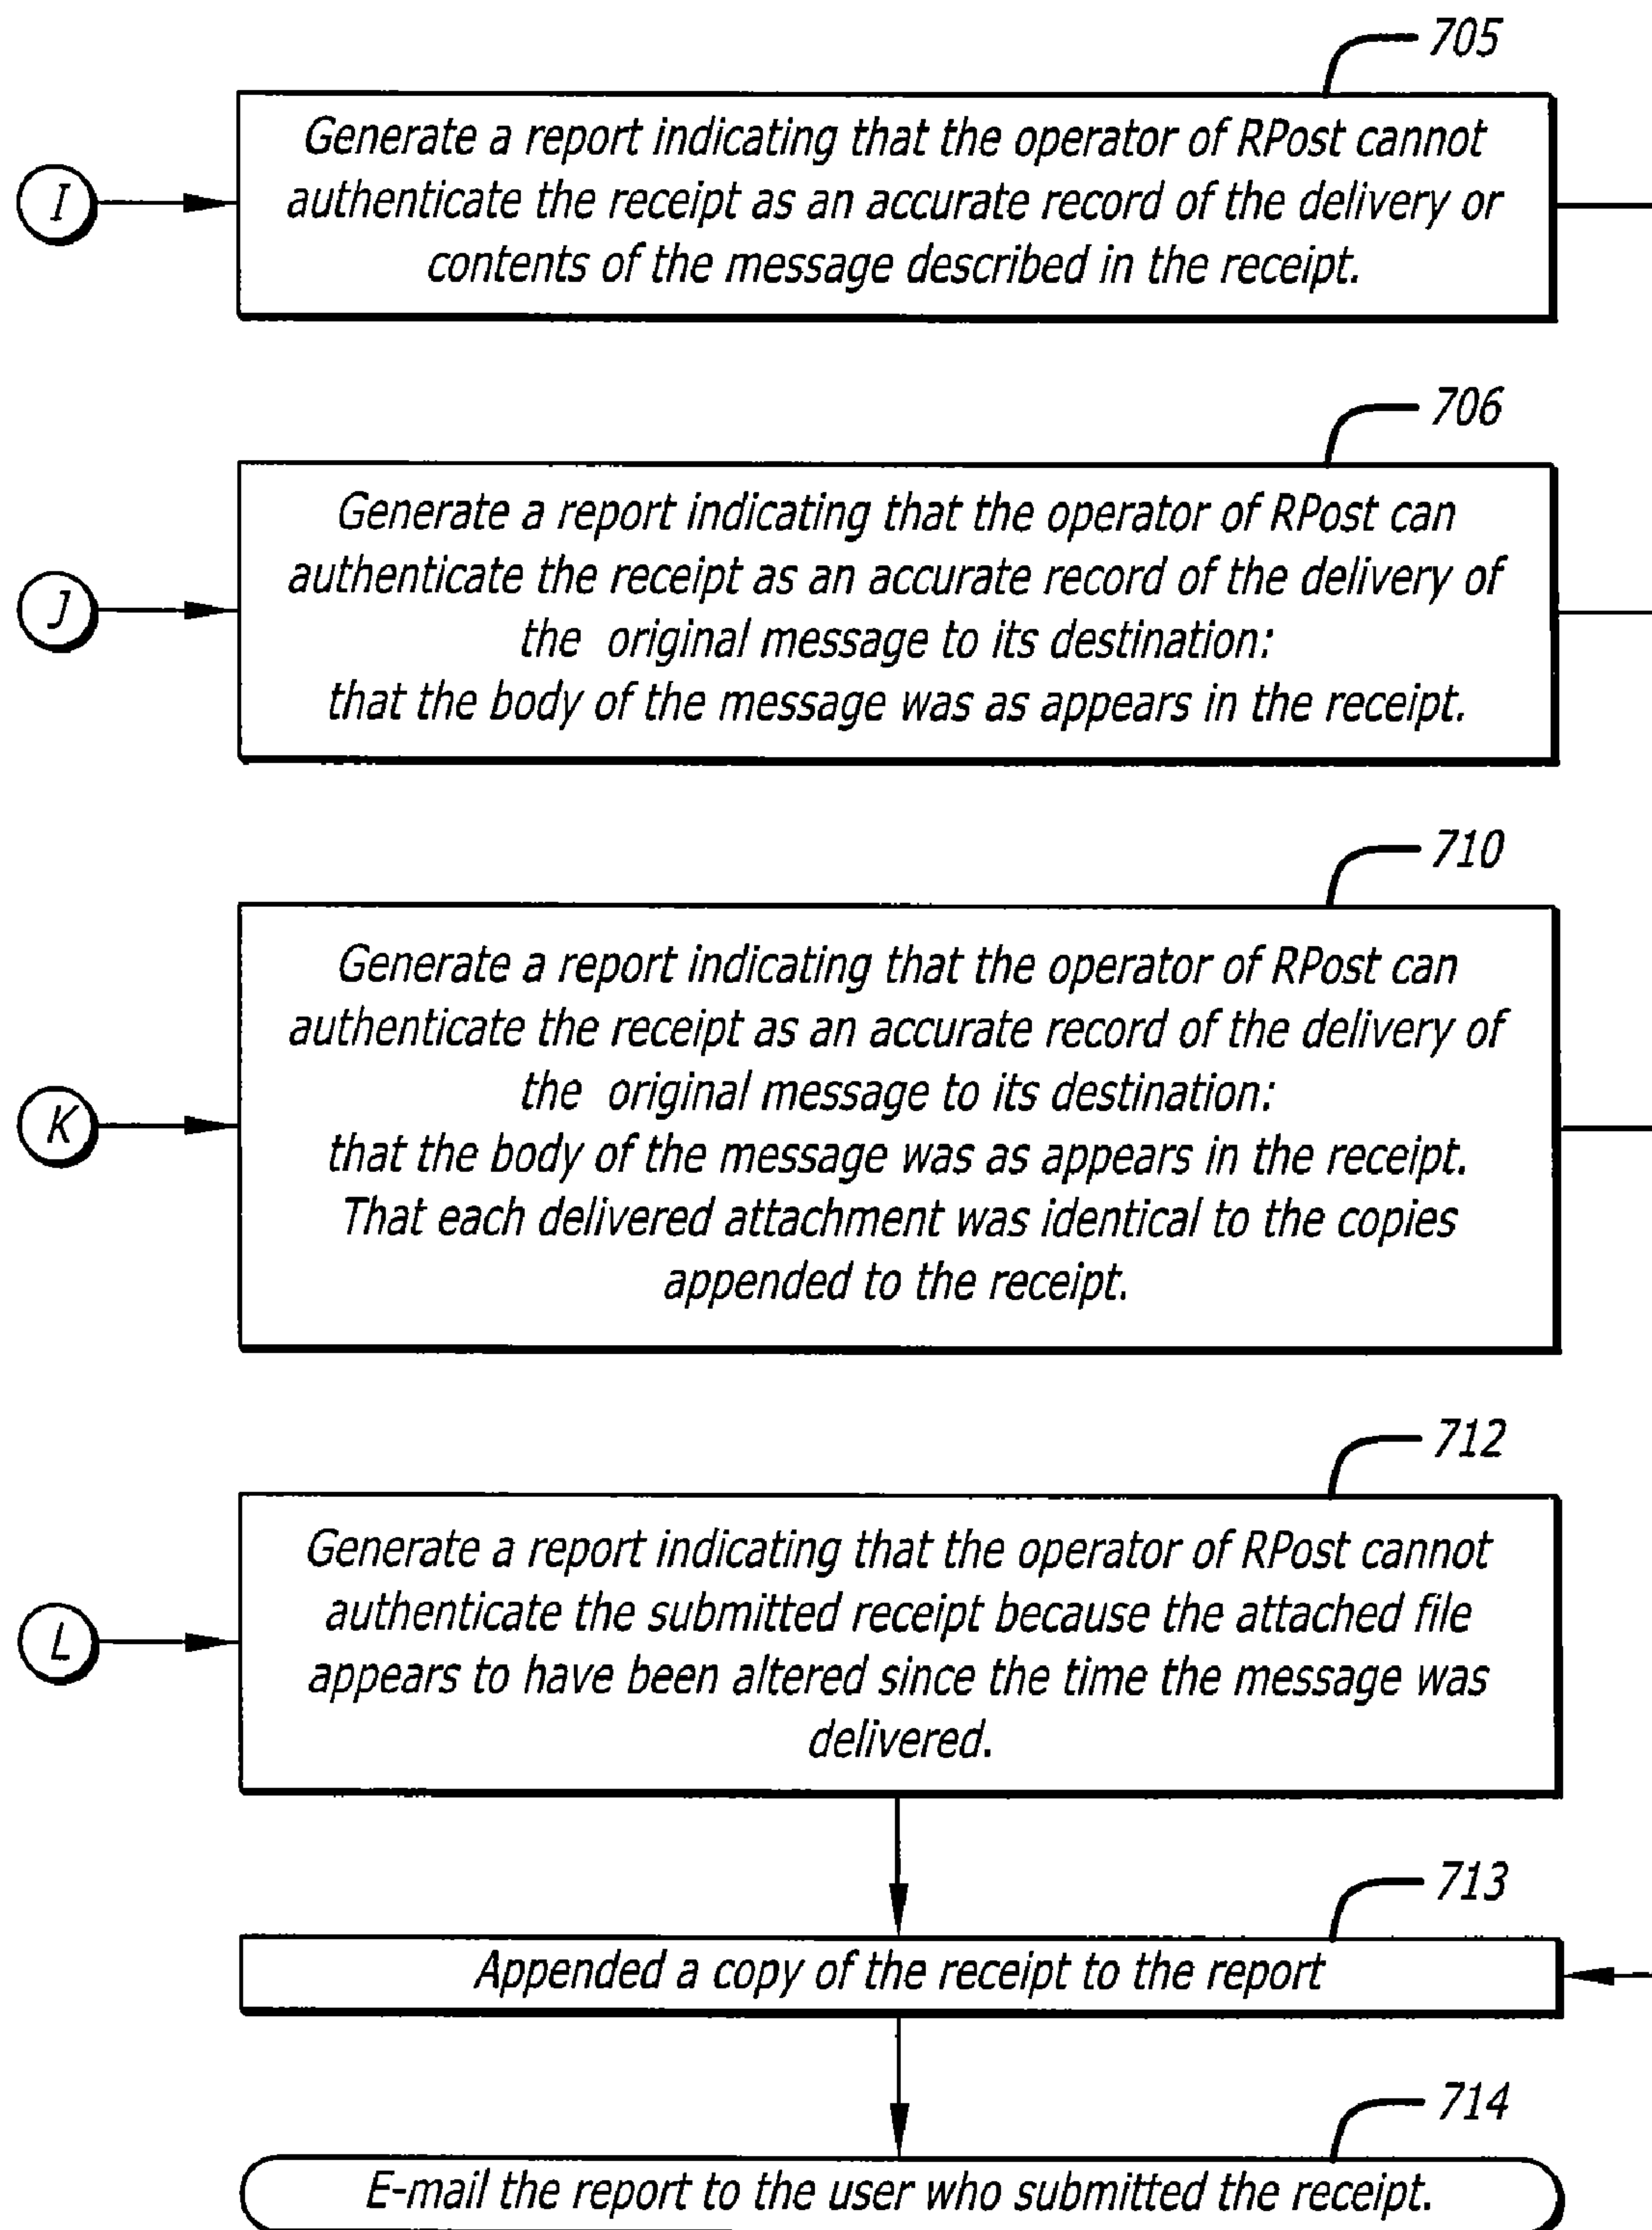 705
I
Generate a report indicating that the operator of RPost cannot
authenticate the receipt as an accurate record of the delivery or
contents of the message described in the receipt.
706
J
Generate a report indicating that the operator of RPost can
authenticate the receipt as an accurate record of the delivery of
the original message to its destination:
that the body of the message was as appears in the receipt.
710
K
Generate a report indicating that the operator of RPost can
authenticate the receipt as an accurate record of the delivery of
the original message to its destination:
that the body of the message was as appears in the receipt.
That each delivered attachment was identical to the copies
appended to the receipt.
712
L
Generate a report indicating that the operator of RPost cannot
authenticate the submitted receipt because the attached file
appears to have been altered since the time the message was
delivered.
713
Appended a copy of the receipt to the report
714
E-mail the report to the user who submitted the receipt.